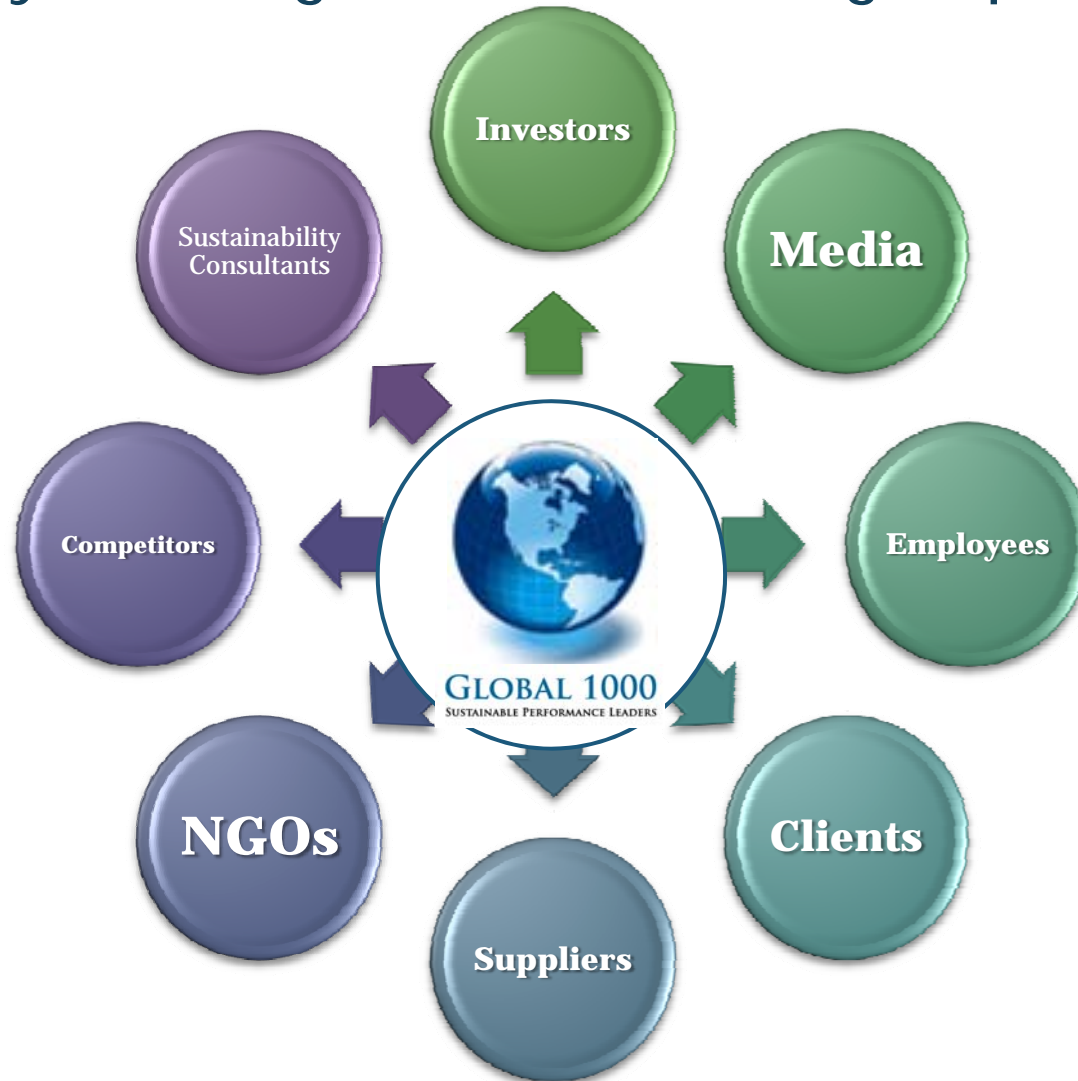 Investors
Media
Sustainability
Consultants
Competitors
Employees
GLOBAL 1000
SUSTAINABLE PERFORMANCE LEADERS
NGOs
Clients
Suppliers